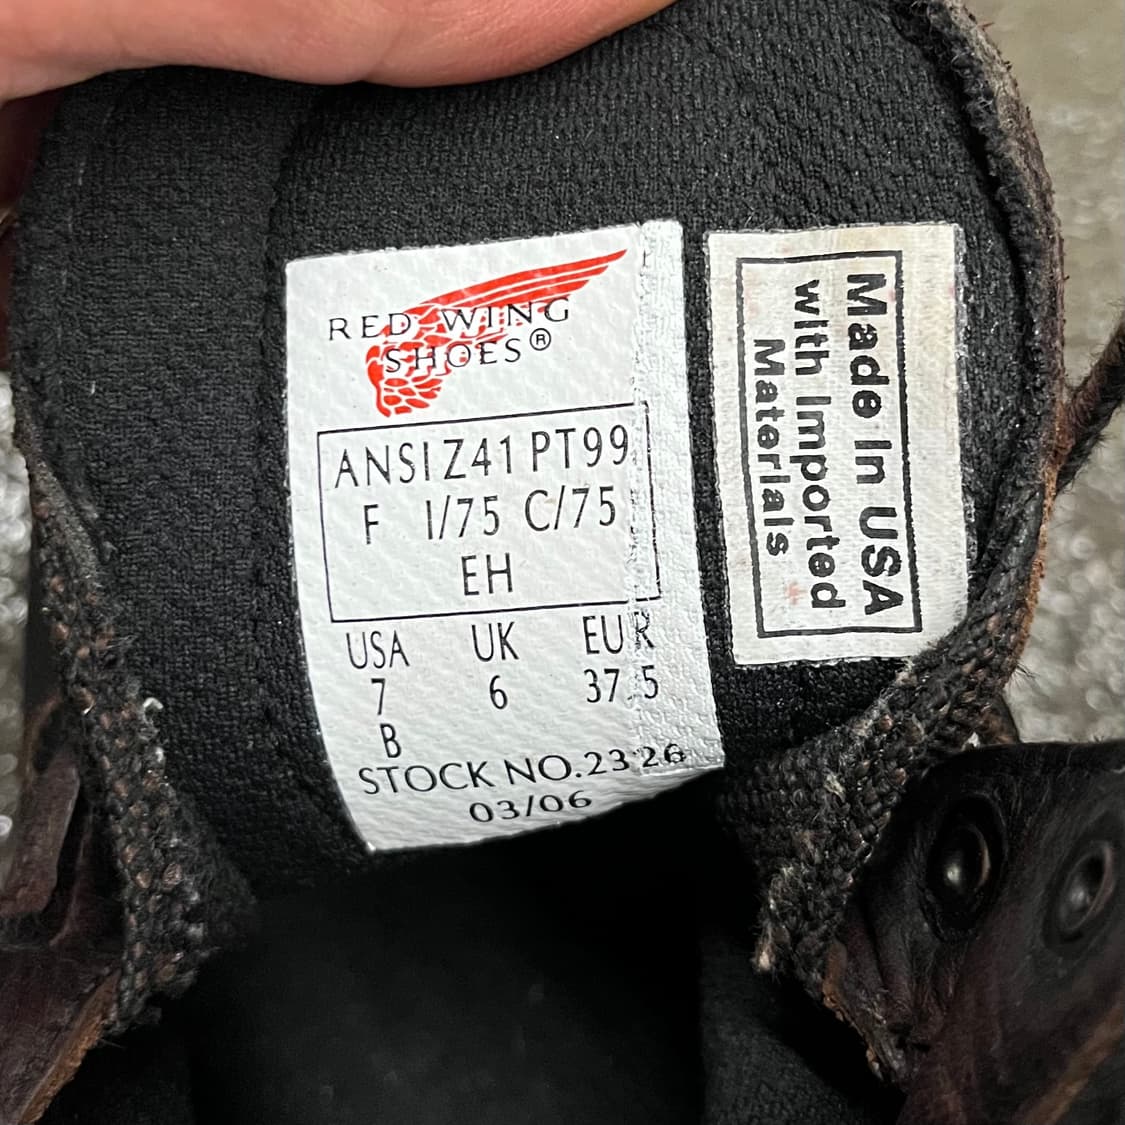 RED WING
SHOES®
ANSI Z41 PT99
F I/75 C/75
EH
USA UK EUR
7 6 37.5
B
STOCK NO.2326
03/06
Made In USA
with Imported
Materials